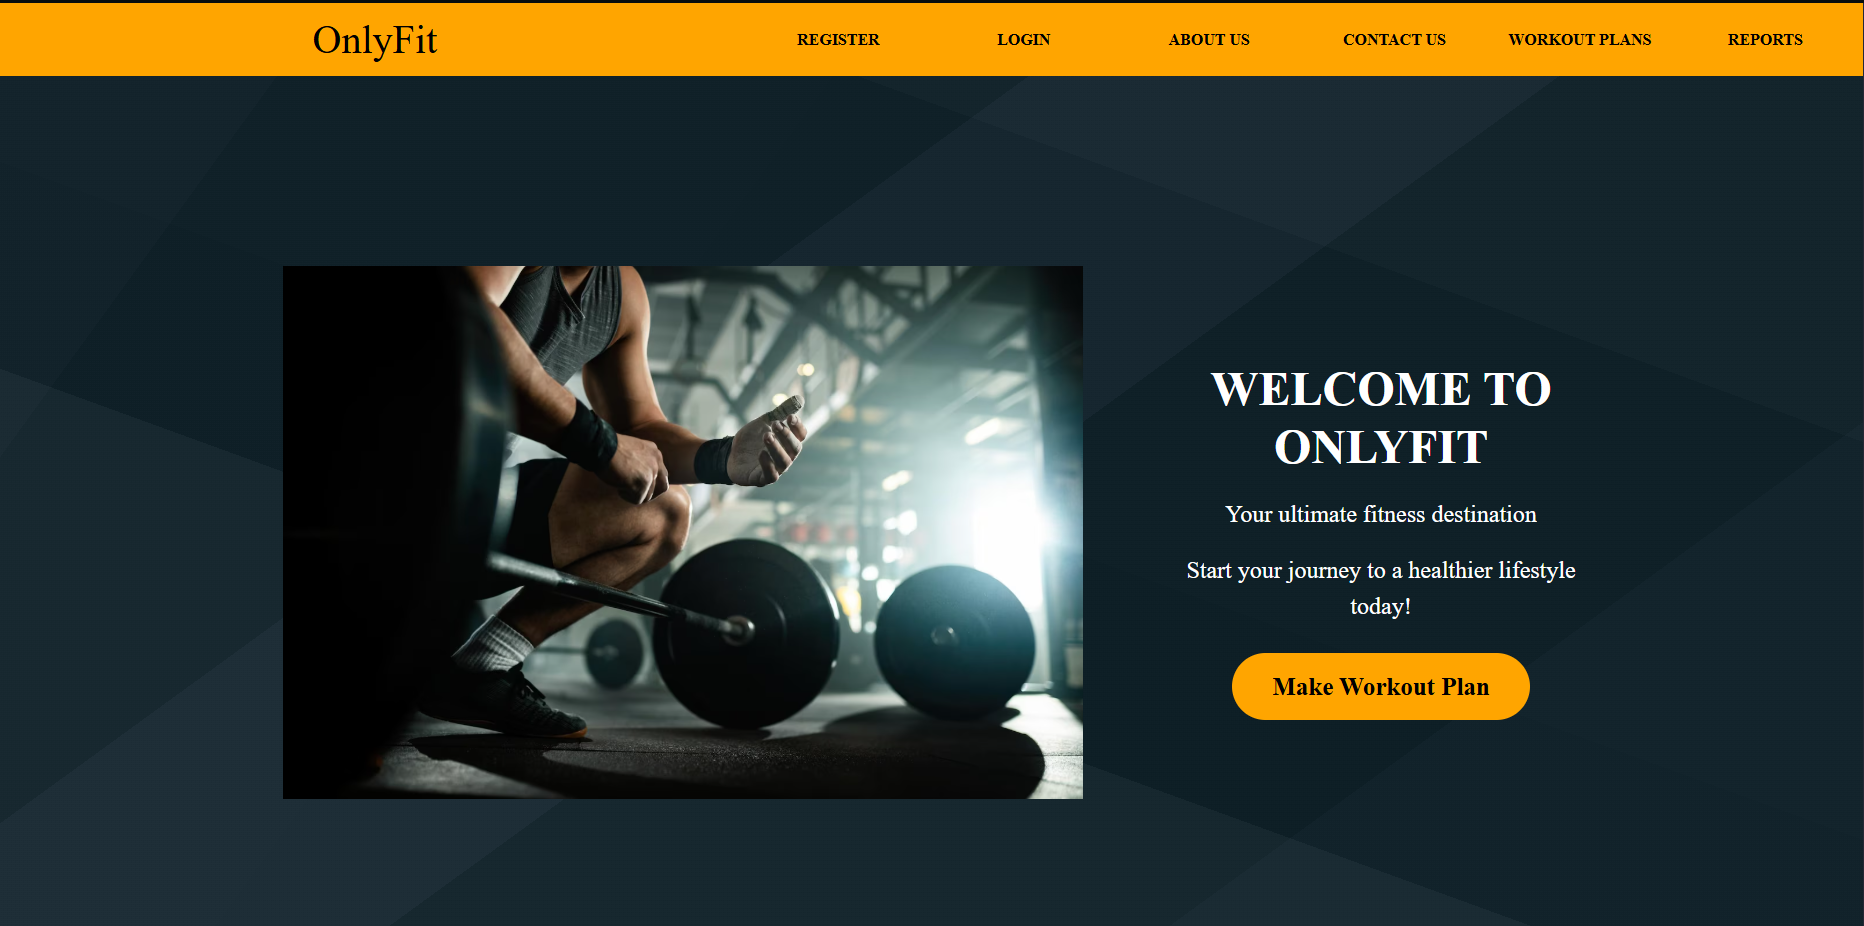 OnlyFit
REGISTER
LOGIN
ABOUT US
CONTACT US
WORKOUT PLANS
REPORTS
WELCOME TO
ONLYFIT
Your ultimate fitness destination
Start your journey to a healthier lifestyle
today!
Make Workout Plan